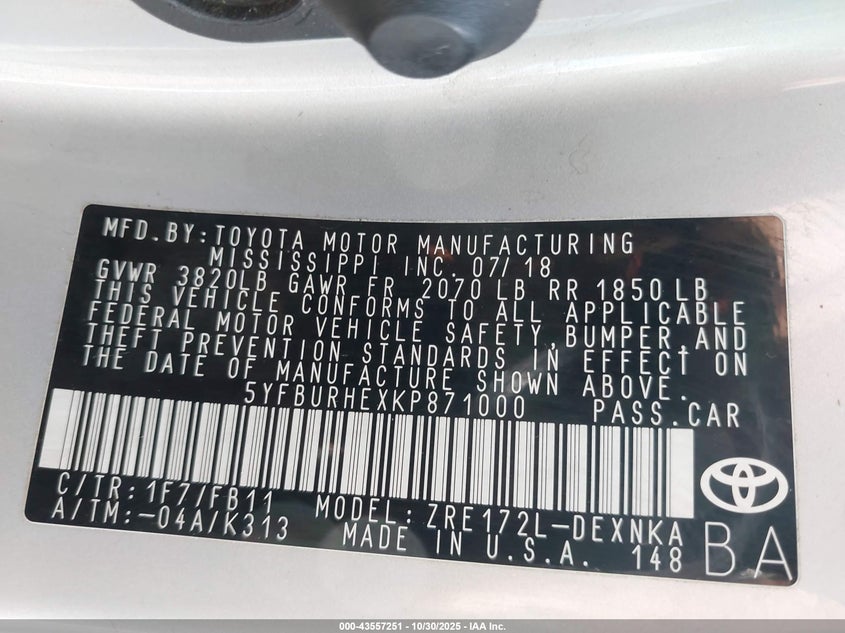 MFD.BY:TOYOTA MOTOR MANUFACTURING
MISSISSIPPI INC. 07/18
GVWR 3820LB GAWR FR 2070 LB RR 1850 LB
THIS VEHICLE CONFORMS TO ALL APPLICABLE
FEDERAL MOTOR VEHICLE SAFETY,BUMPER,AND
THEFT PREVENTION STANDARDS IN EFFECT ON
THE DATE OF MANUFACTURE SHOWN ABOVE.
5YFBURHEXKP871000 PASS.CAR
C/TR:1F7/FB11 MODEL:ZRE172L-DEXNKA
A/TM:-04A/K313 MADE IN U.S.A. 148 BA
000-43557251 | 10/30/2025 – IAA Inc.